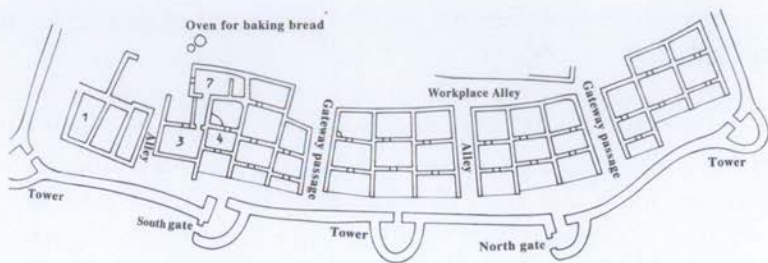 Oven for baking bread
7
Workplace Alley
Gateway passage
1
Alley
3
4
Gateway passage
Alley
Tower
Tower
South gate
Tower
North gate